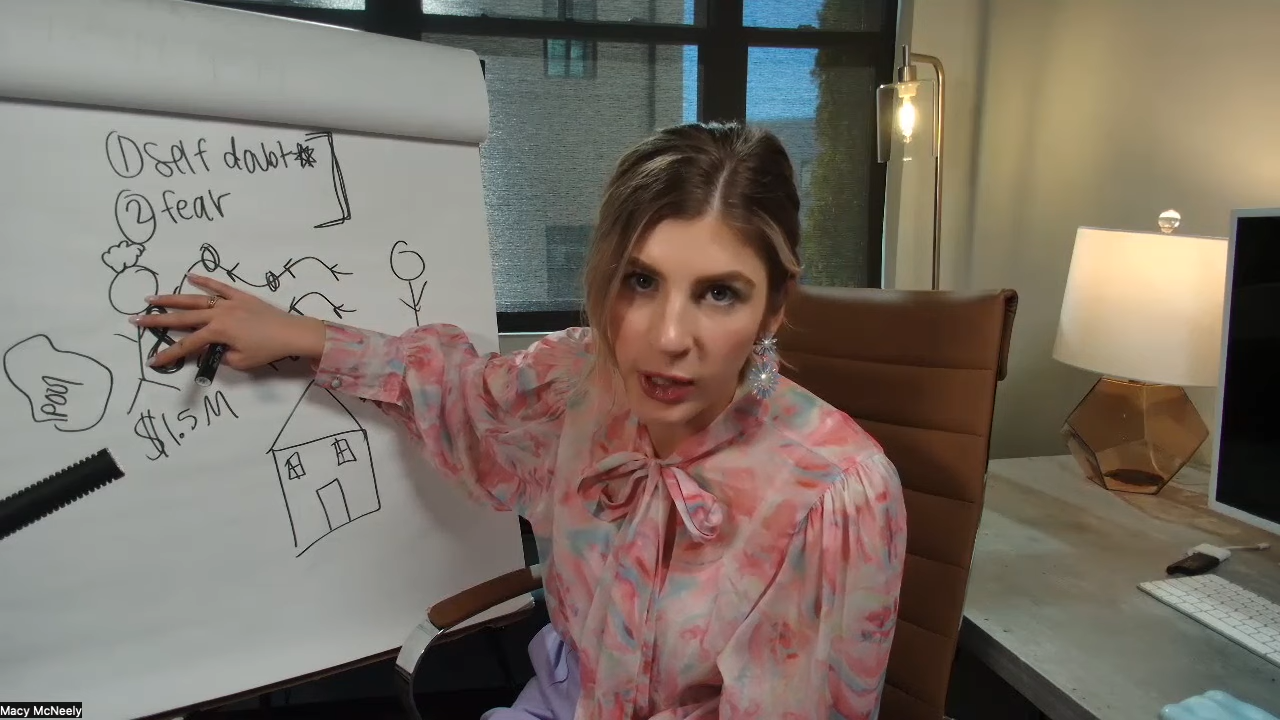 ① Self doubt*
② fear
pool
$1.5M
Macy McNeely